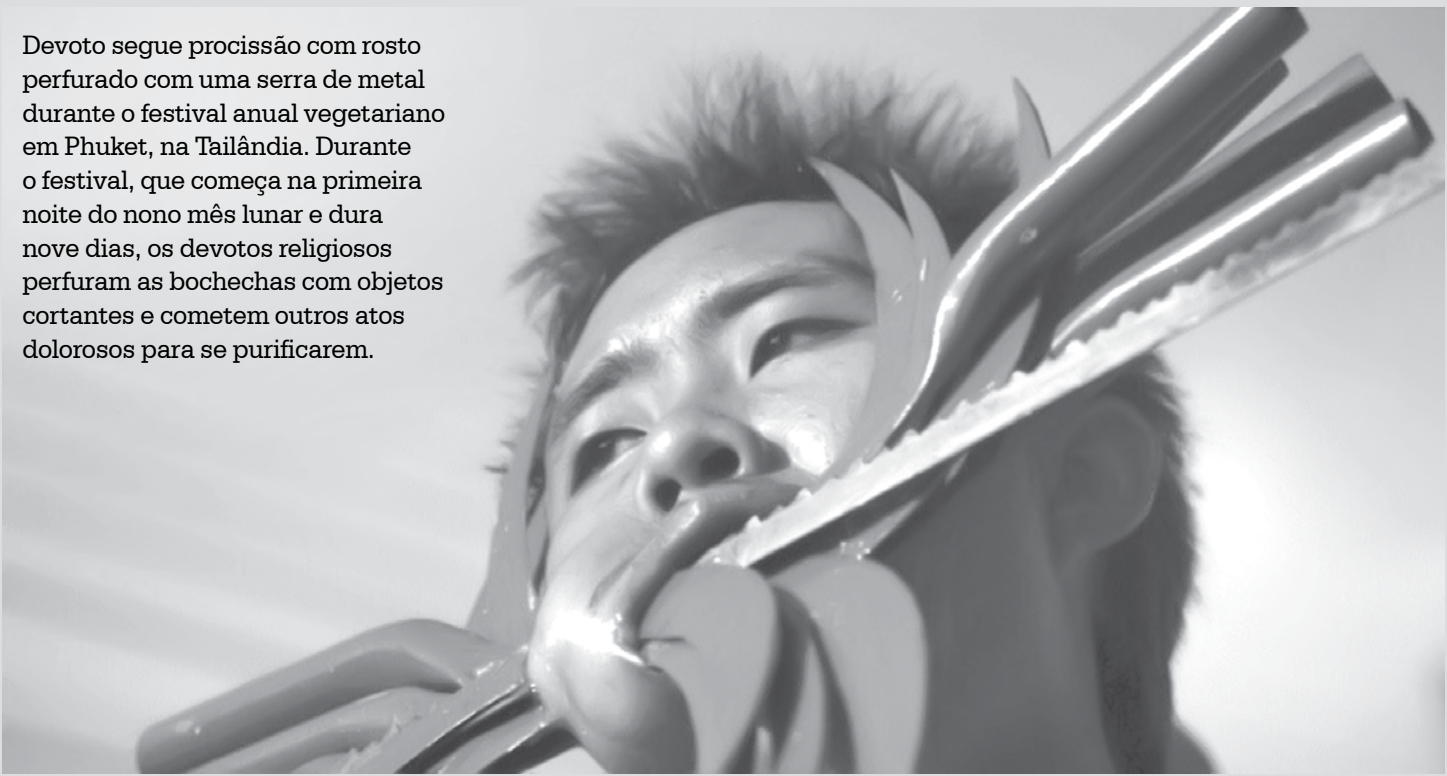 Devoto segue procissão com rosto
perfurado com uma serra de metal
durante o festival anual vegetariano
em Phuket, na Tailândia. Durante
o festival, que começa na primeira
noite do nono mês lunar e dura
nove dias, os devotos religiosos
perfuram as bochechas com objetos
cortantes e cometem outros atos
dolorosos para se purificarem.